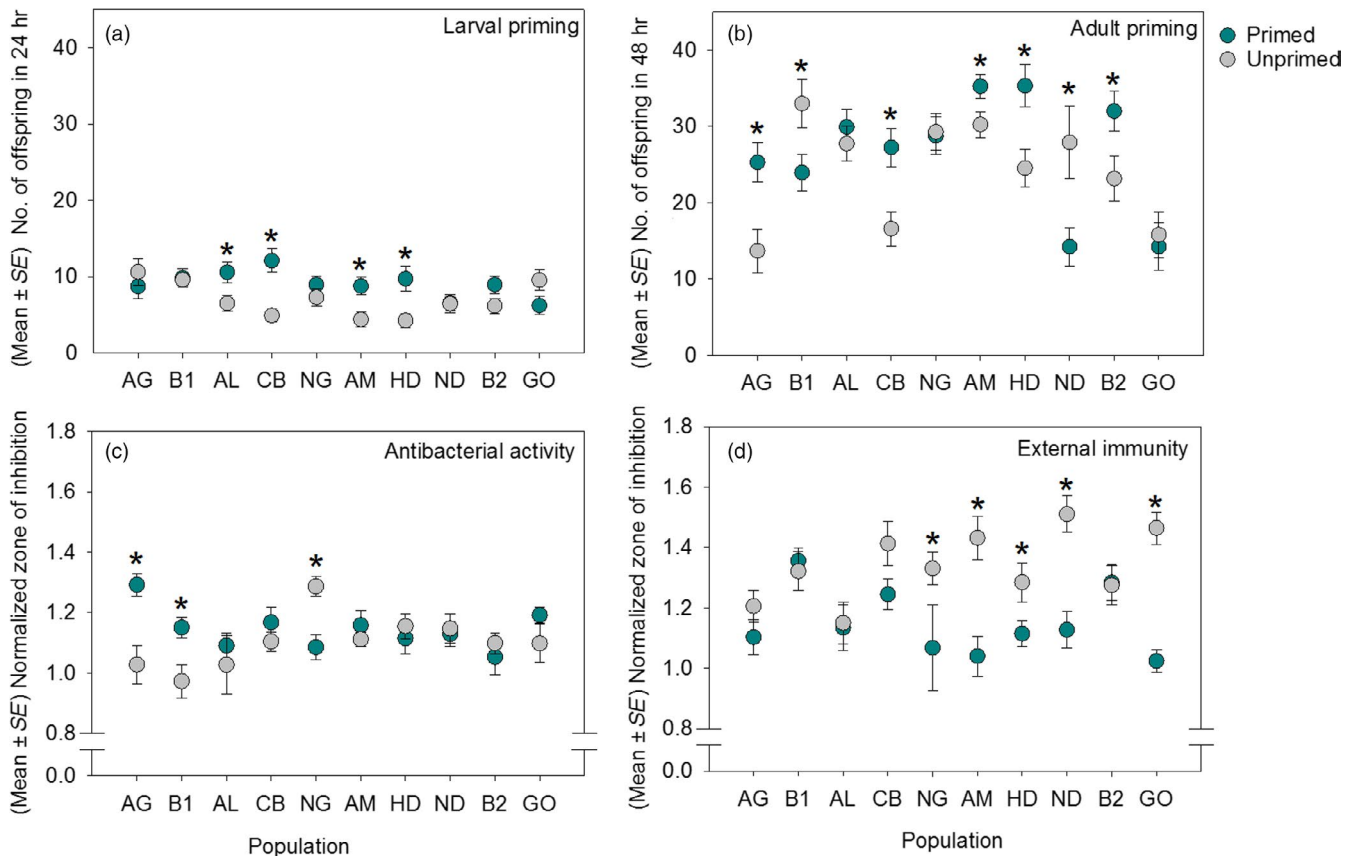 (a)
Larval priming
(Mean ± SE) No. of offspring in 24 hr
40
30
20
10
0
AG B1 AL CB NG AM HD ND B2 GO
* * * *
(b)
Adult priming
(Mean ± SE) No. of offspring in 48 hr
40
30
20
10
0
AG B1 AL CB NG AM HD ND B2 GO
* * * * * * *
Primed
Unprimed
(c)
Antibacterial activity
(Mean ± SE) Normalized zone of inhibition
1.8
1.6
1.4
1.2
1.0
0.8
0.0
AG B1 AL CB NG AM HD ND B2 GO
* * *
Population
(d)
External immunity
(Mean ± SE) Normalized zone of inhibition
1.8
1.6
1.4
1.2
1.0
0.8
0.0
AG B1 AL CB NG AM HD ND B2 GO
* * * * *
Population